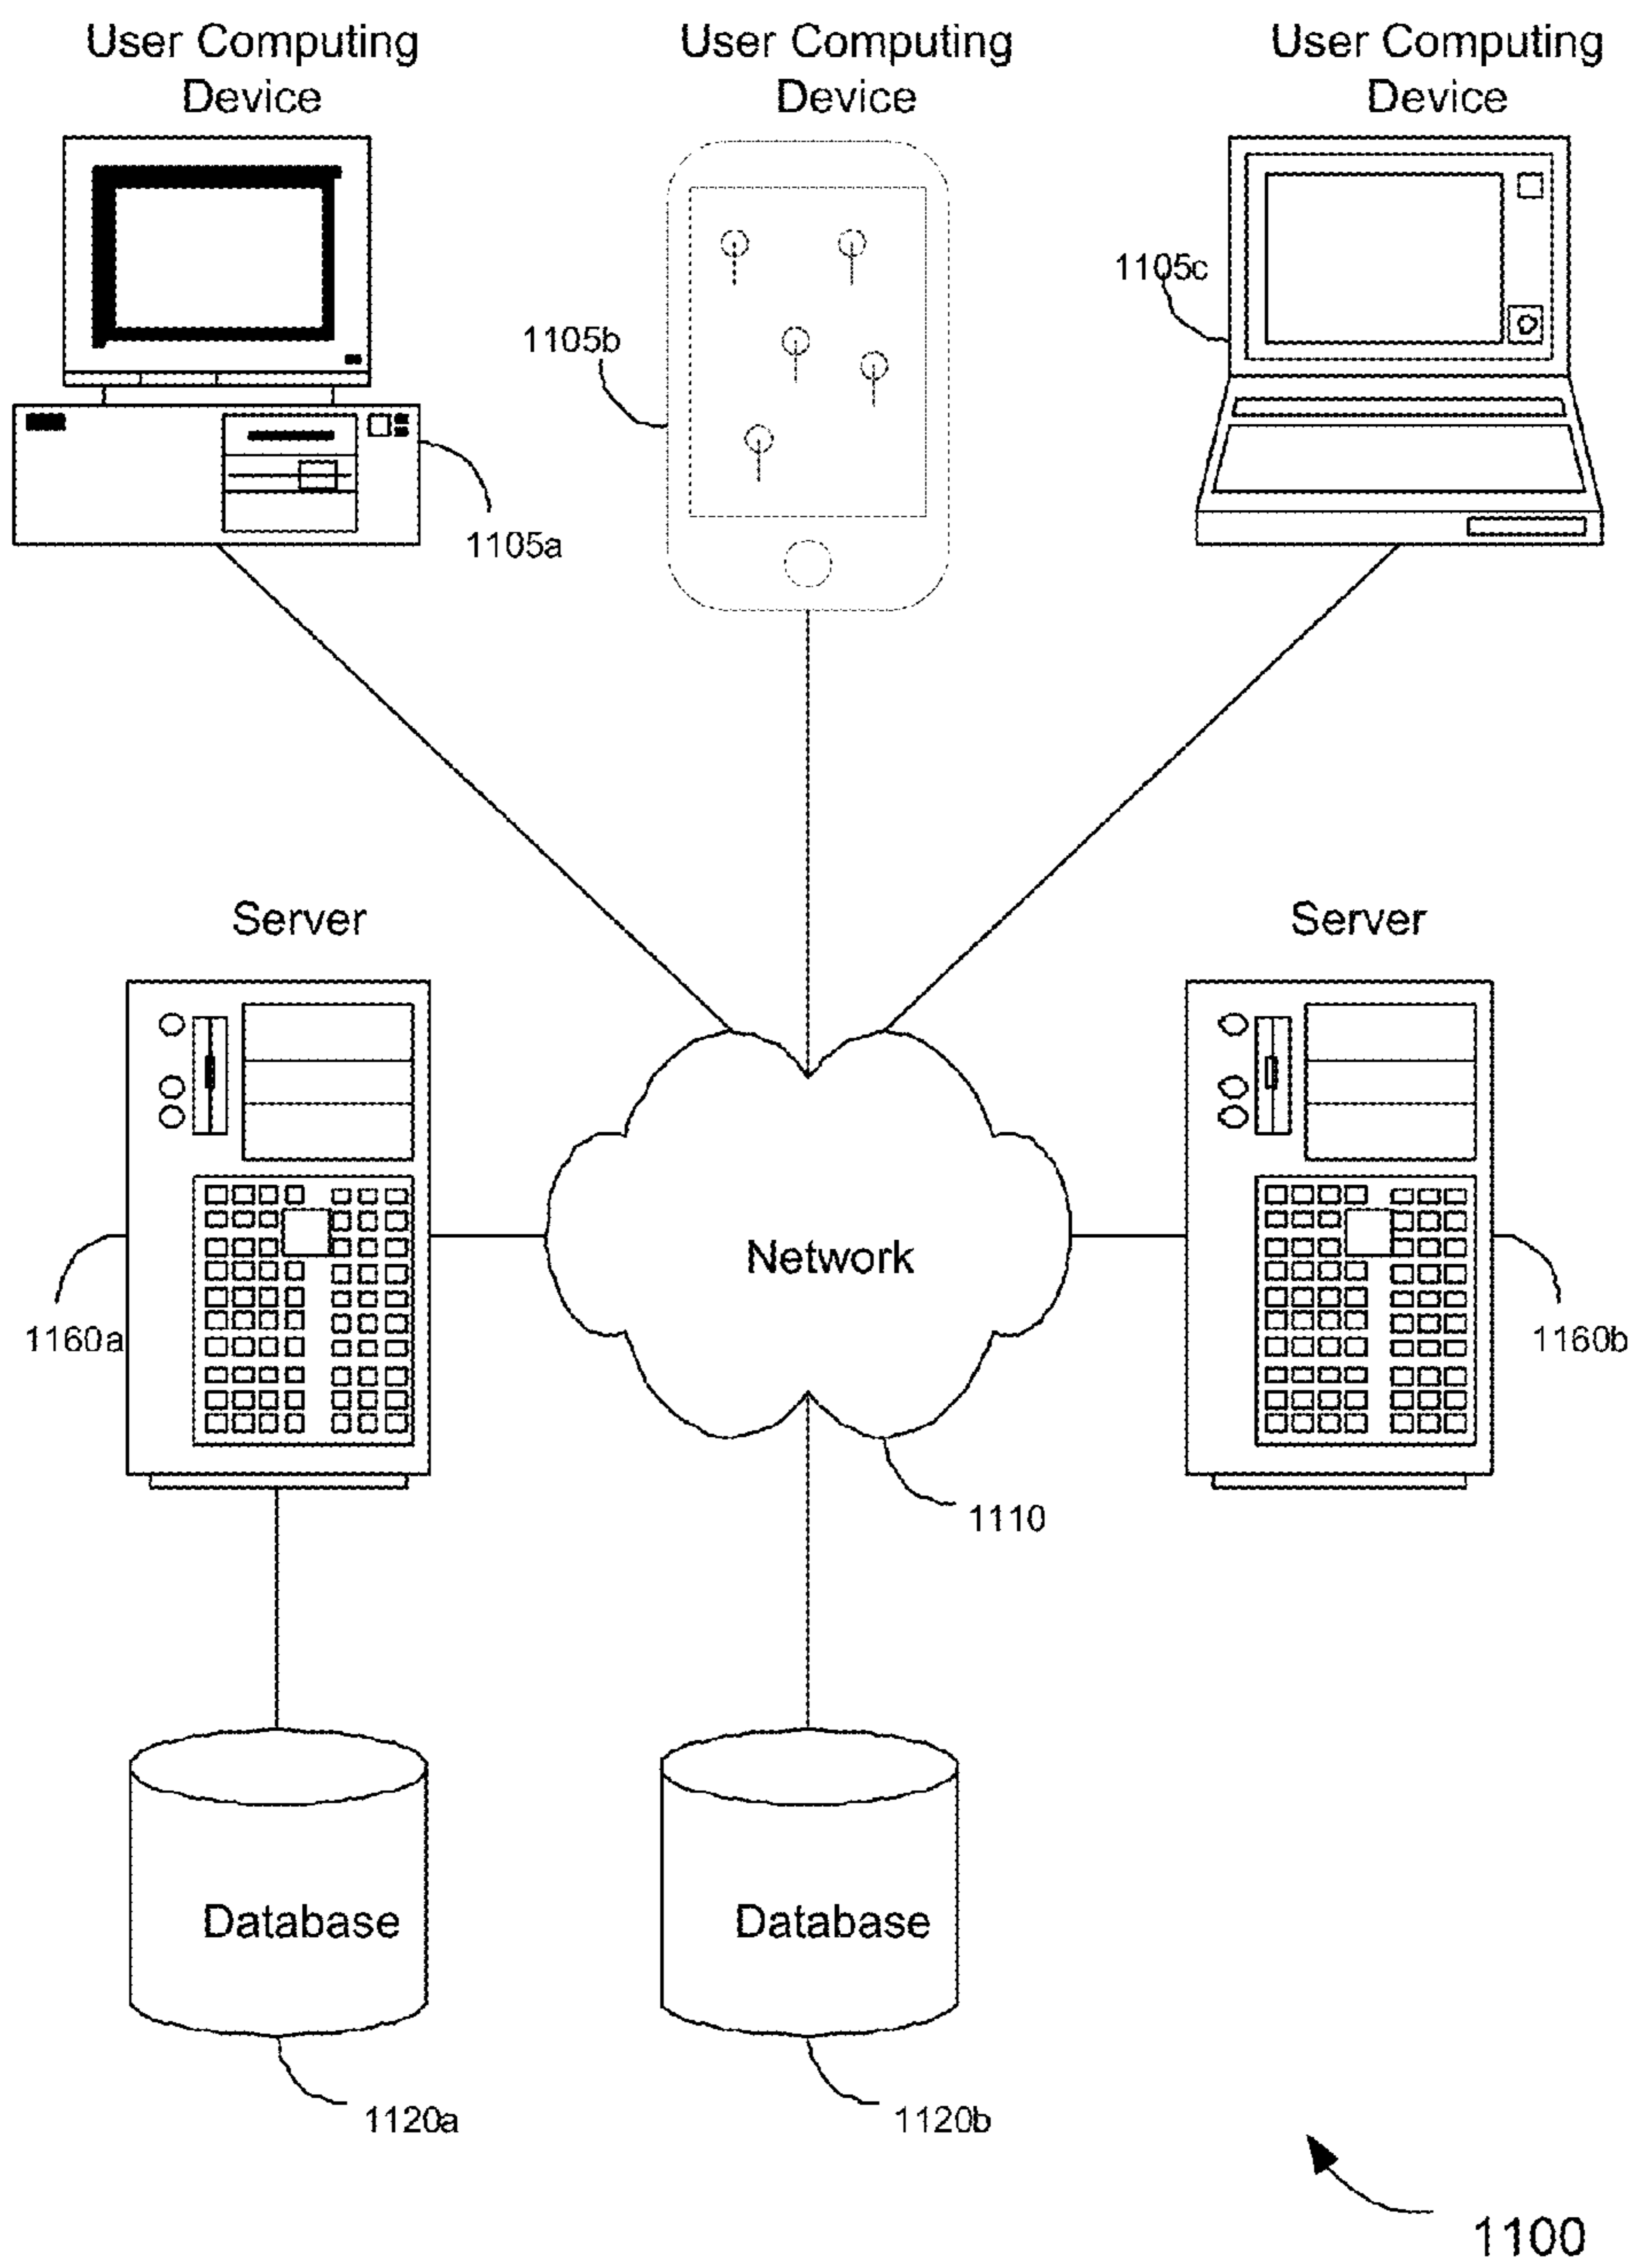 User Computing
Device
User Computing
Device
User Computing
Device
1105c
1105b
1105a
Server
Server
Network
1160a
1160b
1110
Database
Database
1120a
1120b
1100